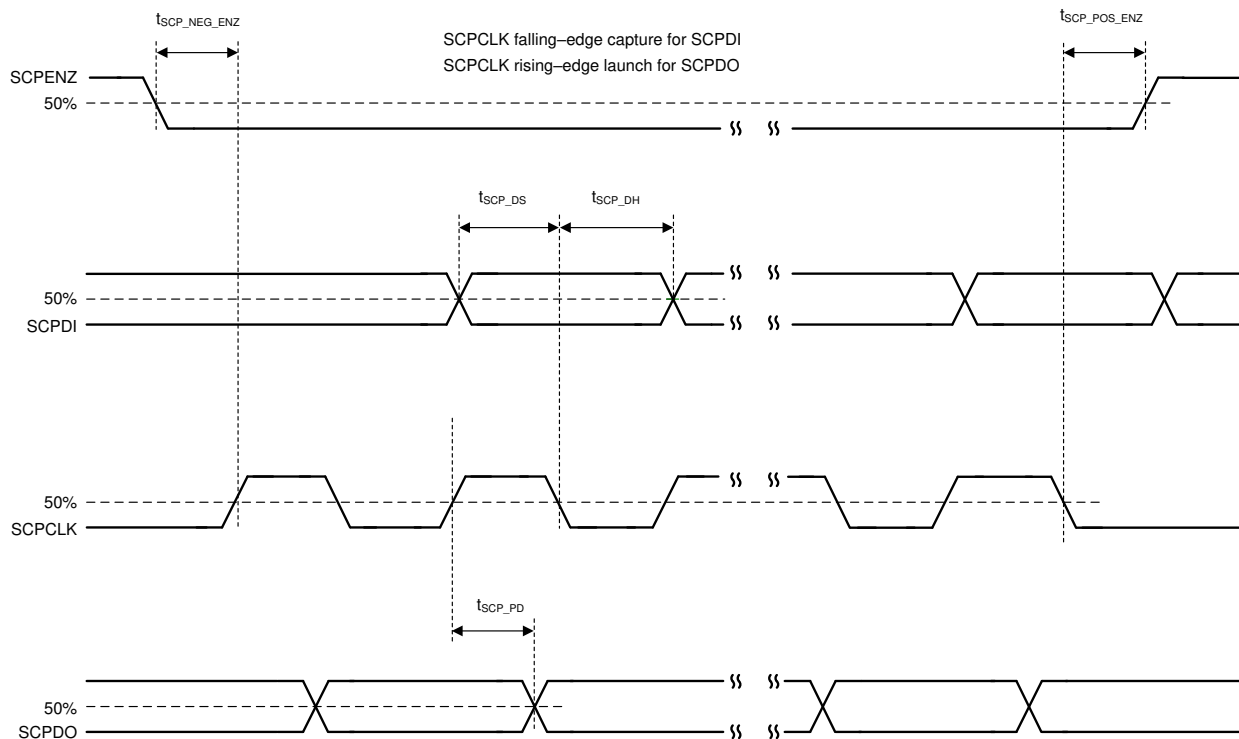 tSCP_NEG_ENZ
tSCP_POS_ENZ
SCPCLK falling–edge capture for SCPDI
SCPCLK rising–edge launch for SCPDO
SCPENZ
50%
tSCP_DS
tSCP_DH
50%
SCPDI
50%
SCPCLK
tSCP_PD
50%
SCPDO